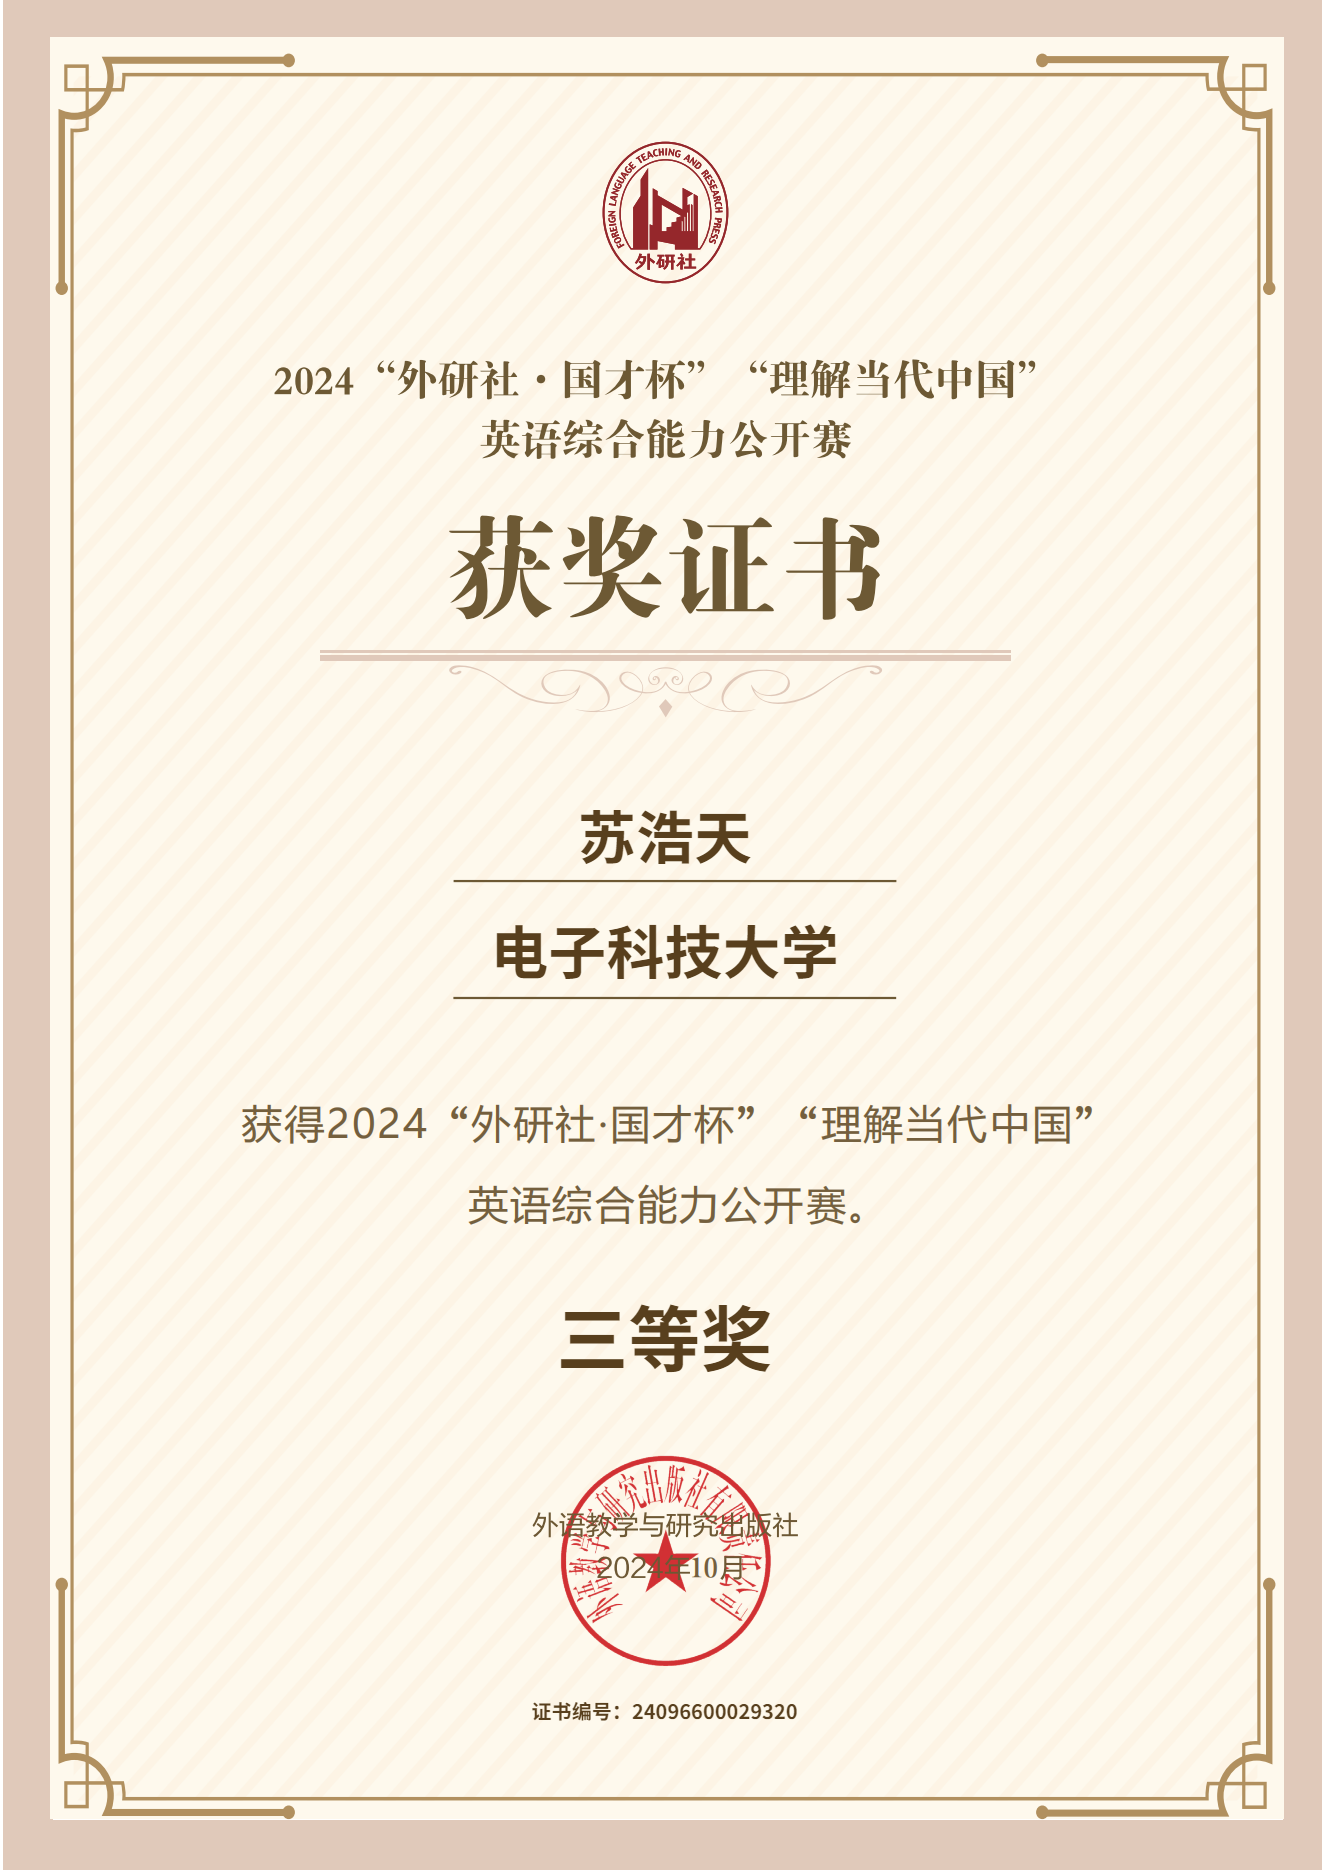 FOREIGN LANGUAGE TEACHING AND RESEARCH PRESS
外研社
2024“外研社·国才杯”“理解当代中国”
英语综合能力公开赛
获奖证书
苏浩天
电子科技大学
获得2024“外研社·国才杯”“理解当代中国”
英语综合能力公开赛。
三等奖
外语教学与研究出版社有限责任公司
外语教学与研究出版社
2024年10月
证书编号：24096600029320